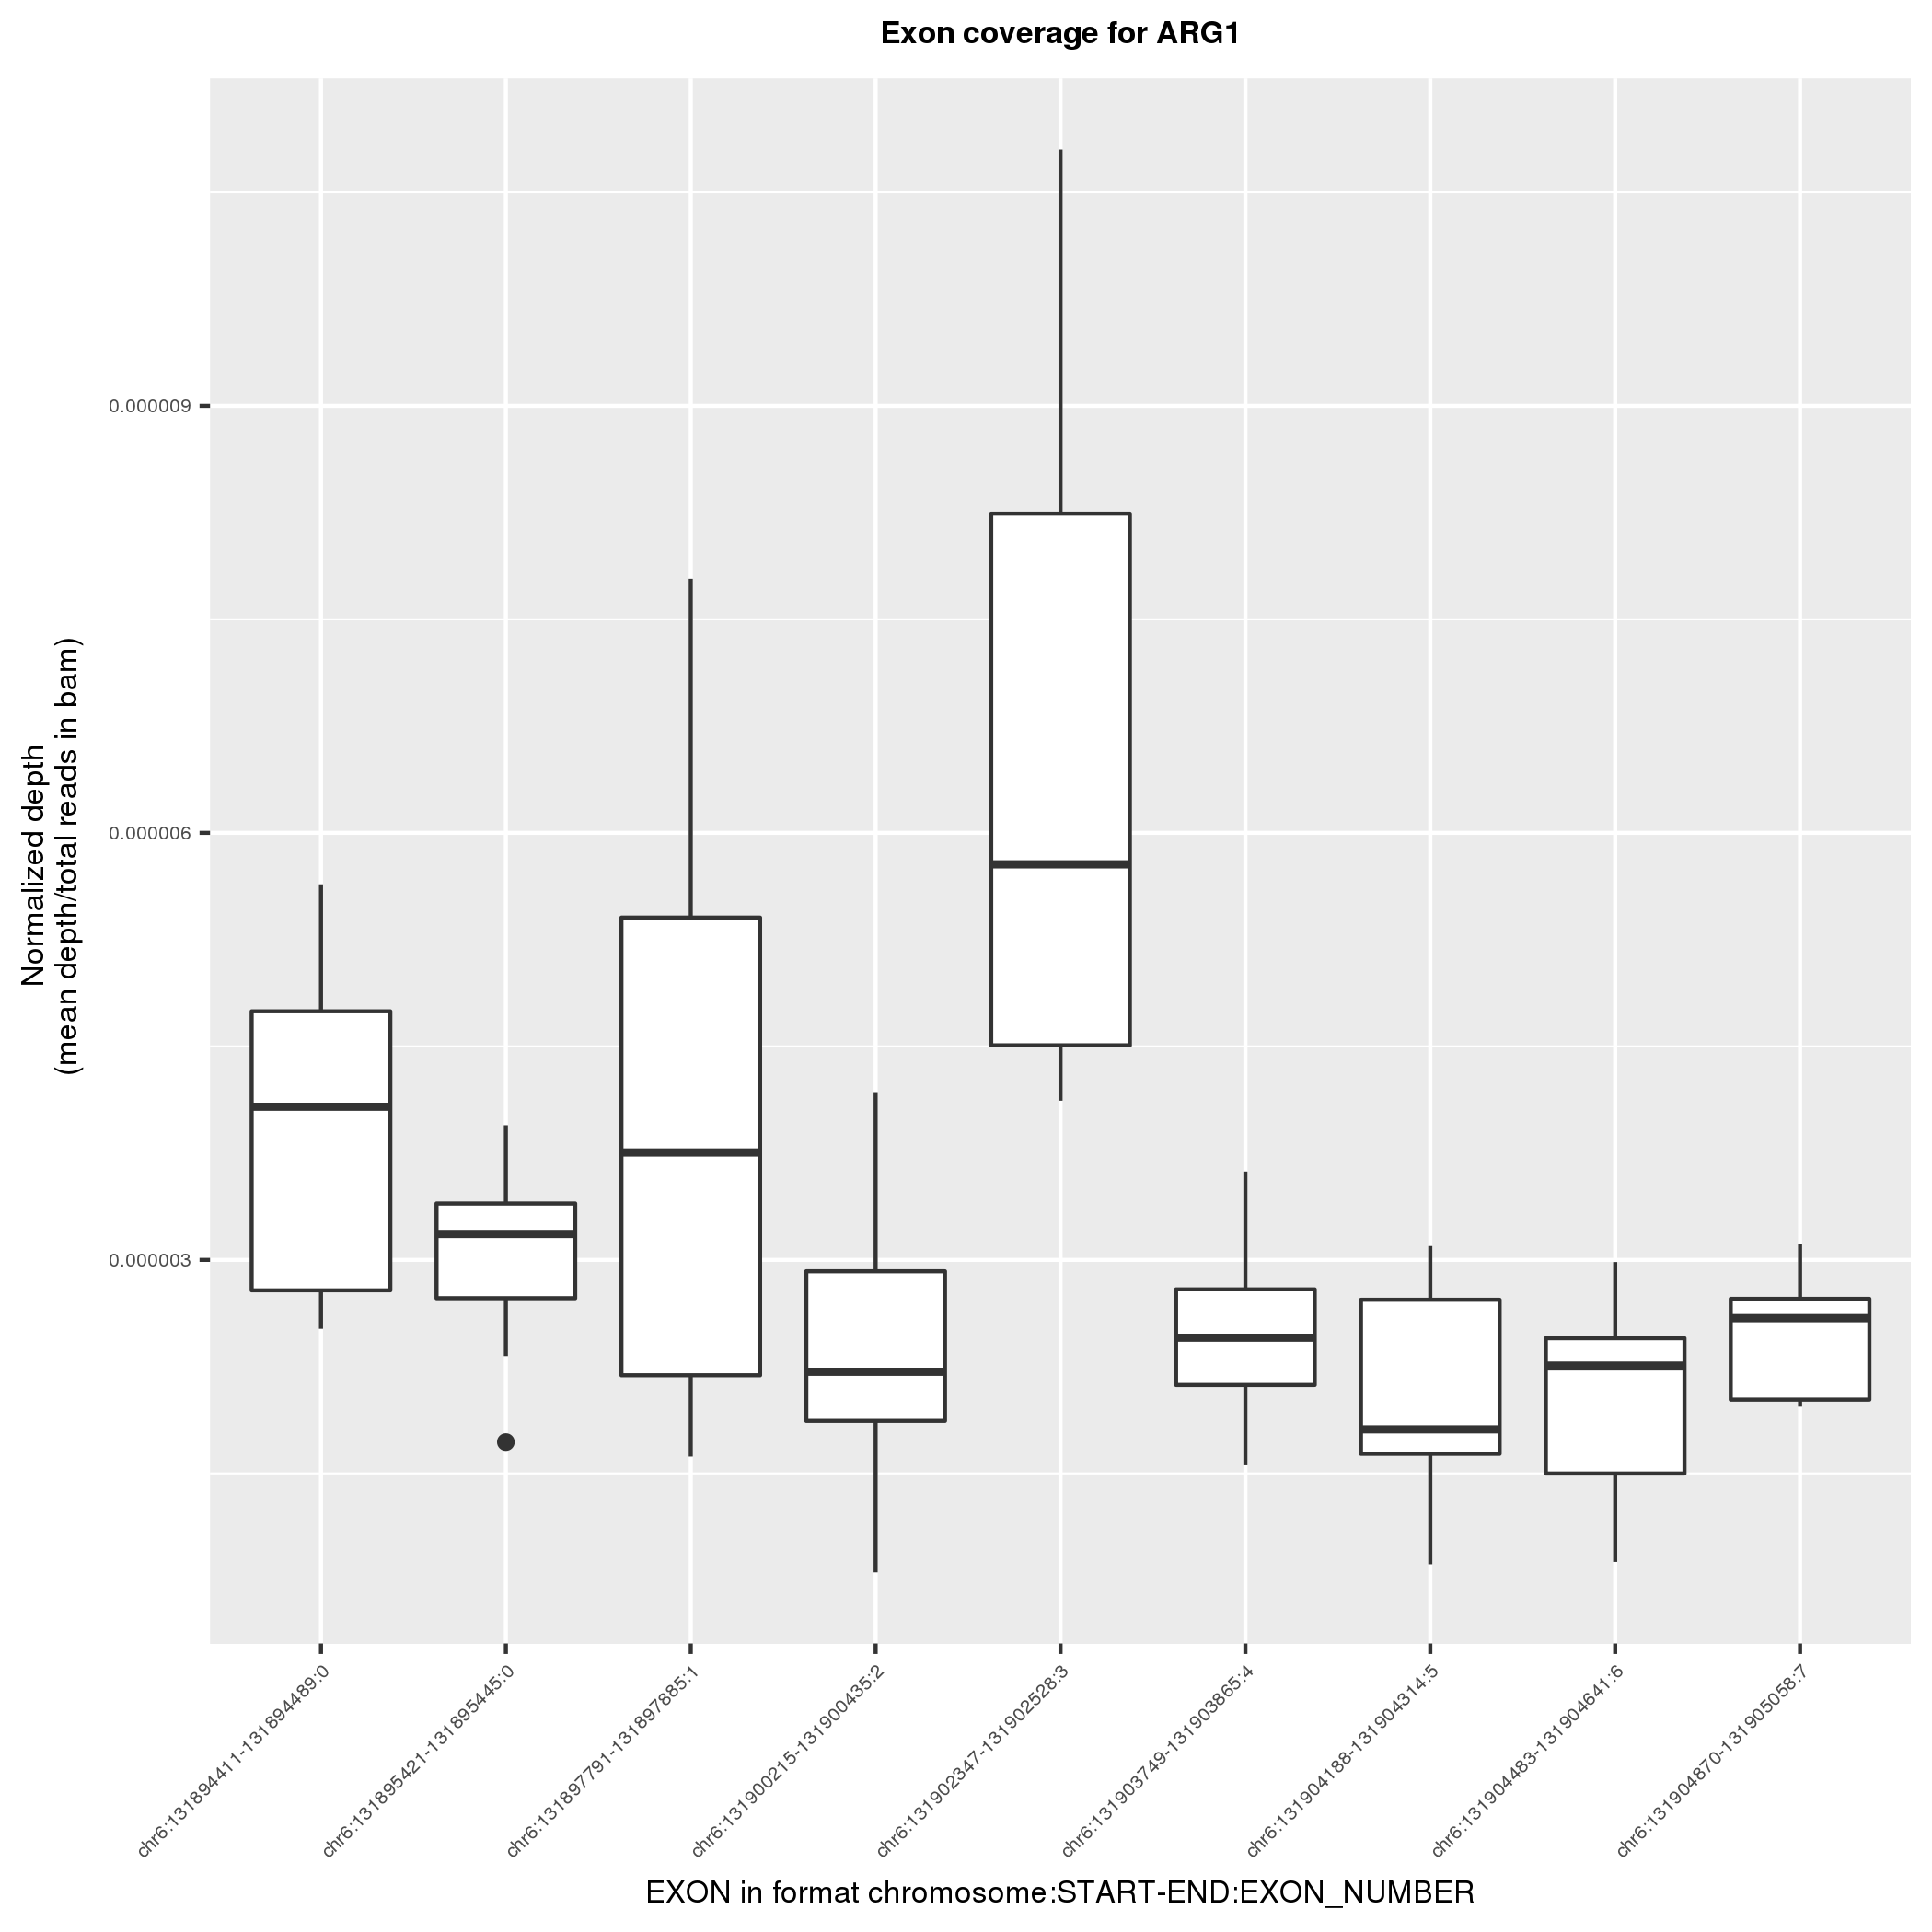 Exon coverage for ARG1
Normalized depth
(mean depth/total reads in bam)
0.000009
0.000006
0.000003
chr6:131894411-131894489:0
chr6:131895421-131895445:0
chr6:131897791-131897885:1
chr6:131900215-131900435:2
chr6:131902347-131902528:3
chr6:131903749-131903865:4
chr6:131904188-131904314:5
chr6:131904483-131904641:6
chr6:131904870-131905058:7
EXON in format chromosome:START-END:EXON_NUMBER